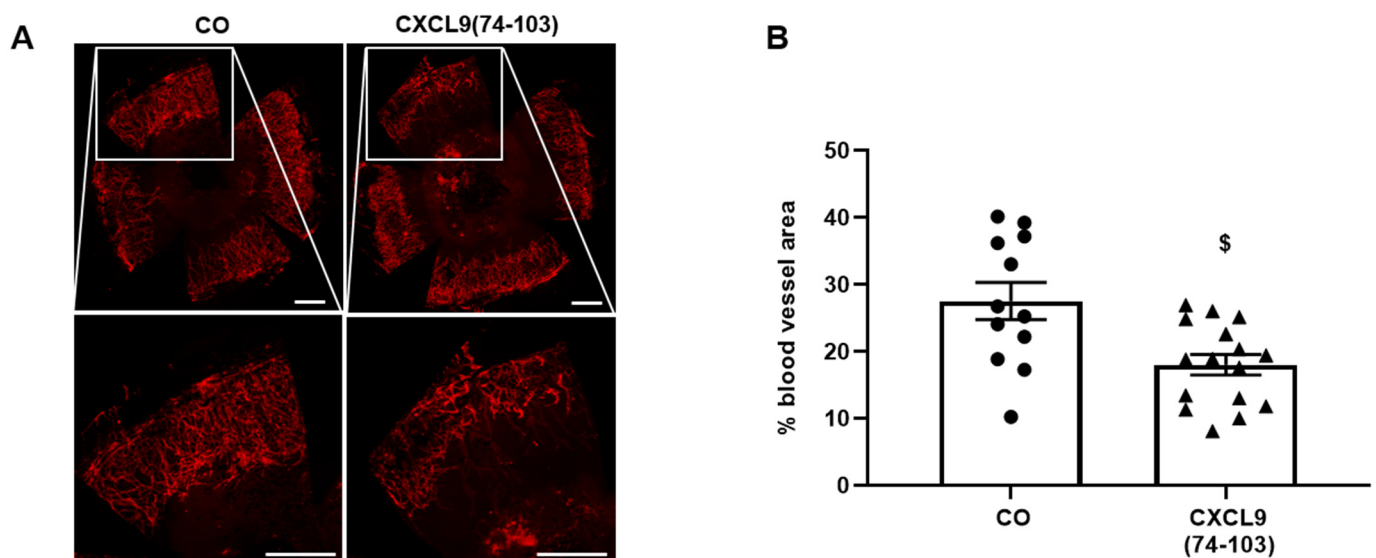 A
CO
CXCL9(74-103)
B
% blood vessel area
50
40
30
20
10
0
$
CO
CXCL9
(74-103)